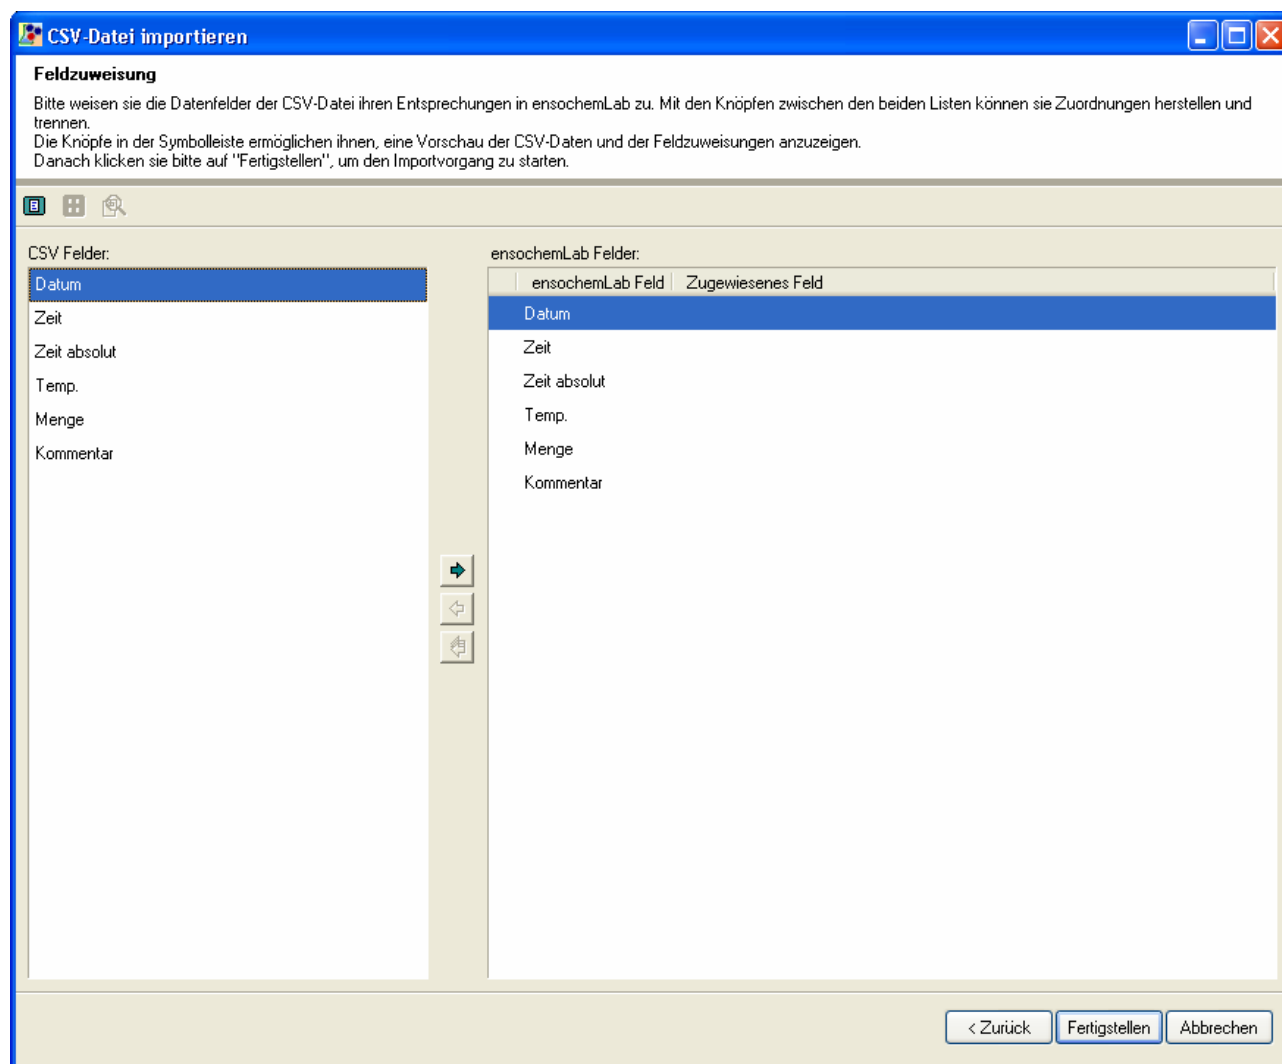 CSV-Datei importieren
Feldzuweisung
Bitte weisen sie die Datenfelder der CSV-Datei ihren Entsprechungen in ensochemLab zu. Mit den Knöpfen zwischen den beiden Listen können sie Zuordnungen herstellen und
trennen.
Die Knöpfe in der Symbolleiste ermöglichen ihnen, eine Vorschau der CSV-Daten und der Feldzuweisungen anzuzeigen.
Danach klicken sie bitte auf "Fertigstellen", um den Importvorgang zu starten.
CSV Felder:
Datum
Zeit
Zeit absolut
Temp.
Menge
Kommentar
ensochemLab Felder:
ensochemLab Feld Zugewiesenes Feld
Datum
Zeit
Zeit absolut
Temp.
Menge
Kommentar
< Zurück Fertigstellen Abbrechen